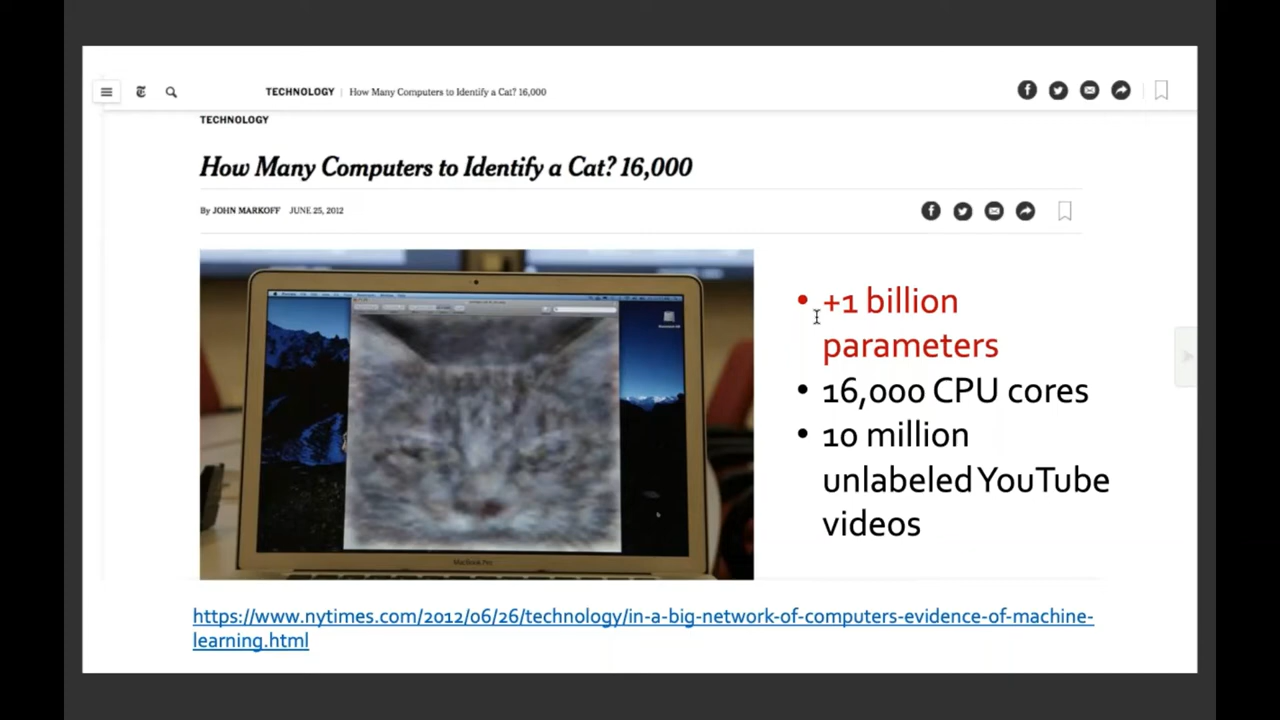 TECHNOLOGY | How Many Computers to Identify a Cat? 16,000
TECHNOLOGY
How Many Computers to Identify a Cat? 16,000
By JOHN MARKOFF JUNE 25, 2012
• +1 billion
parameters
• 16,000 CPU cores
• 10 million
unlabeled YouTube
videos
MacBook Pro
https://www.nytimes.com/2012/06/26/technology/in-a-big-network-of-computers-evidence-of-machine-
learning.html